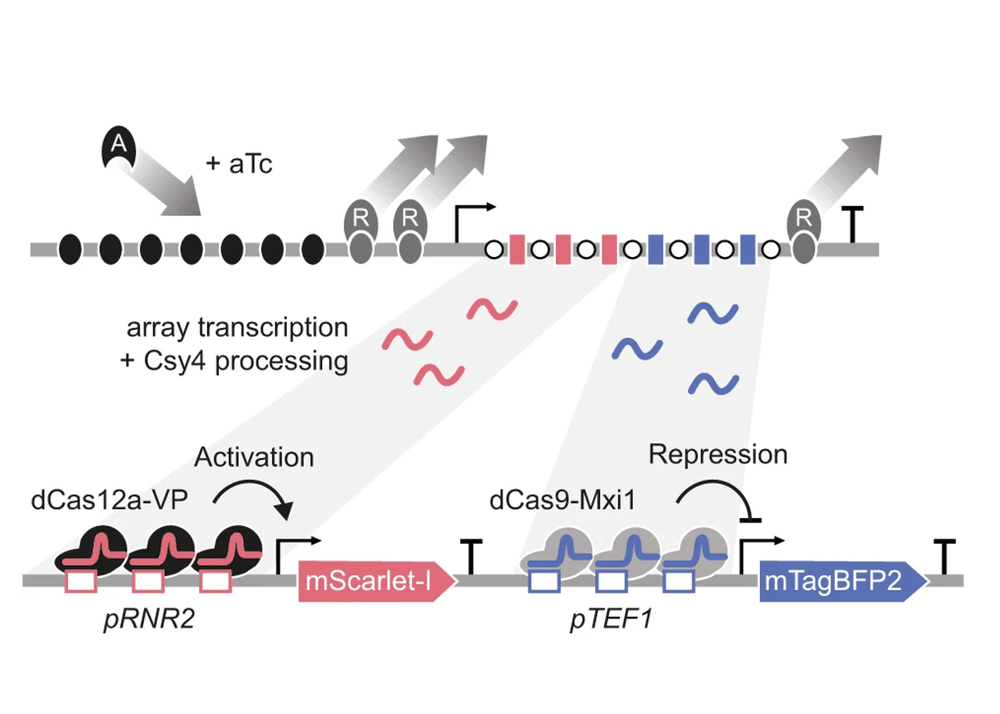 A
+ aTc
R
R
R
array transcription
+ Csy4 processing
Activation
Repression
dCas12a-VP
dCas9-Mxi1
mScarlet-I
mTagBFP2
pRNR2
pTEF1